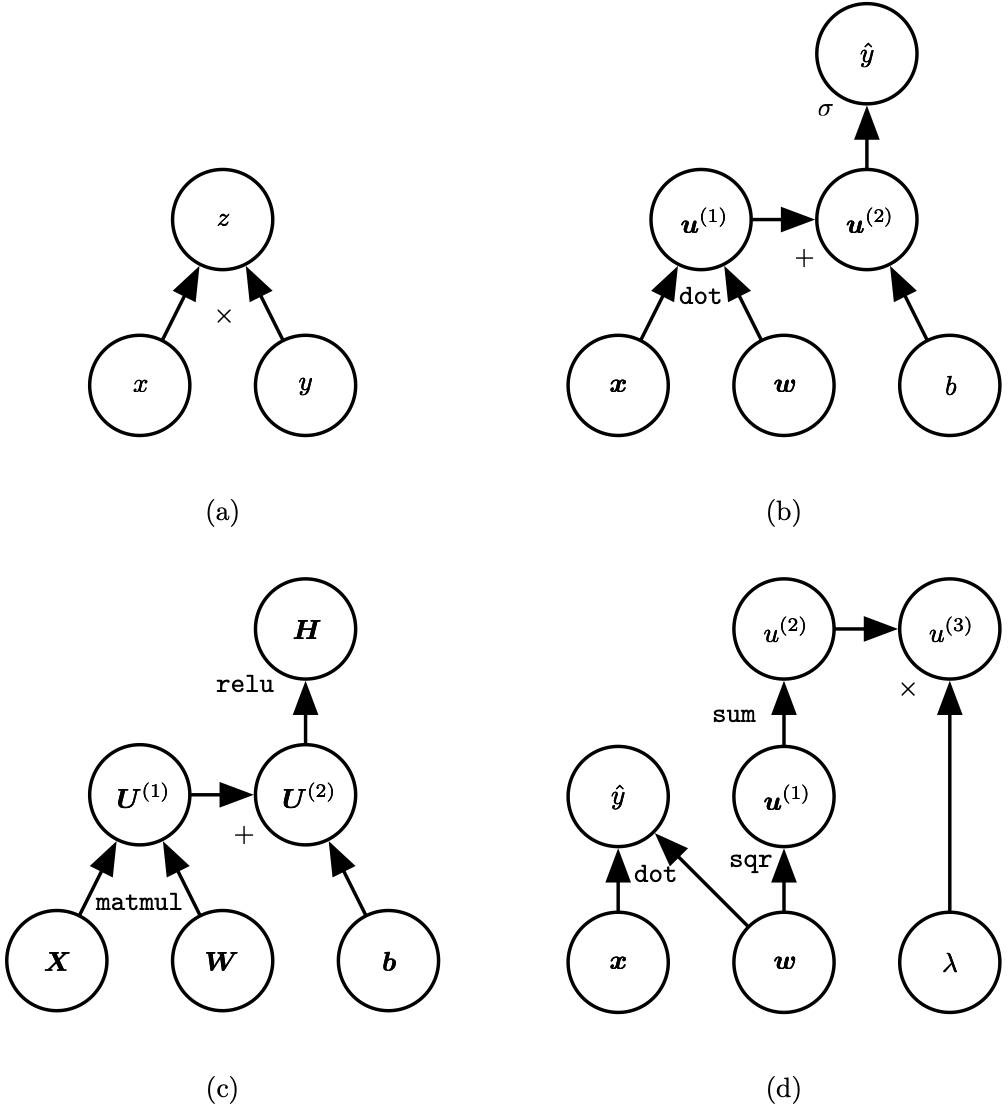 ŷ
σ
z
u^(1)
u^(2)
+
×
dot
x
y
x
w
b
(a)
(b)
H
u^(2)
u^(3)
relu
×
sum
U^(1)
U^(2)
ŷ
u^(1)
+
sqr
dot
matmul
X
W
b
x
w
λ
(c)
(d)